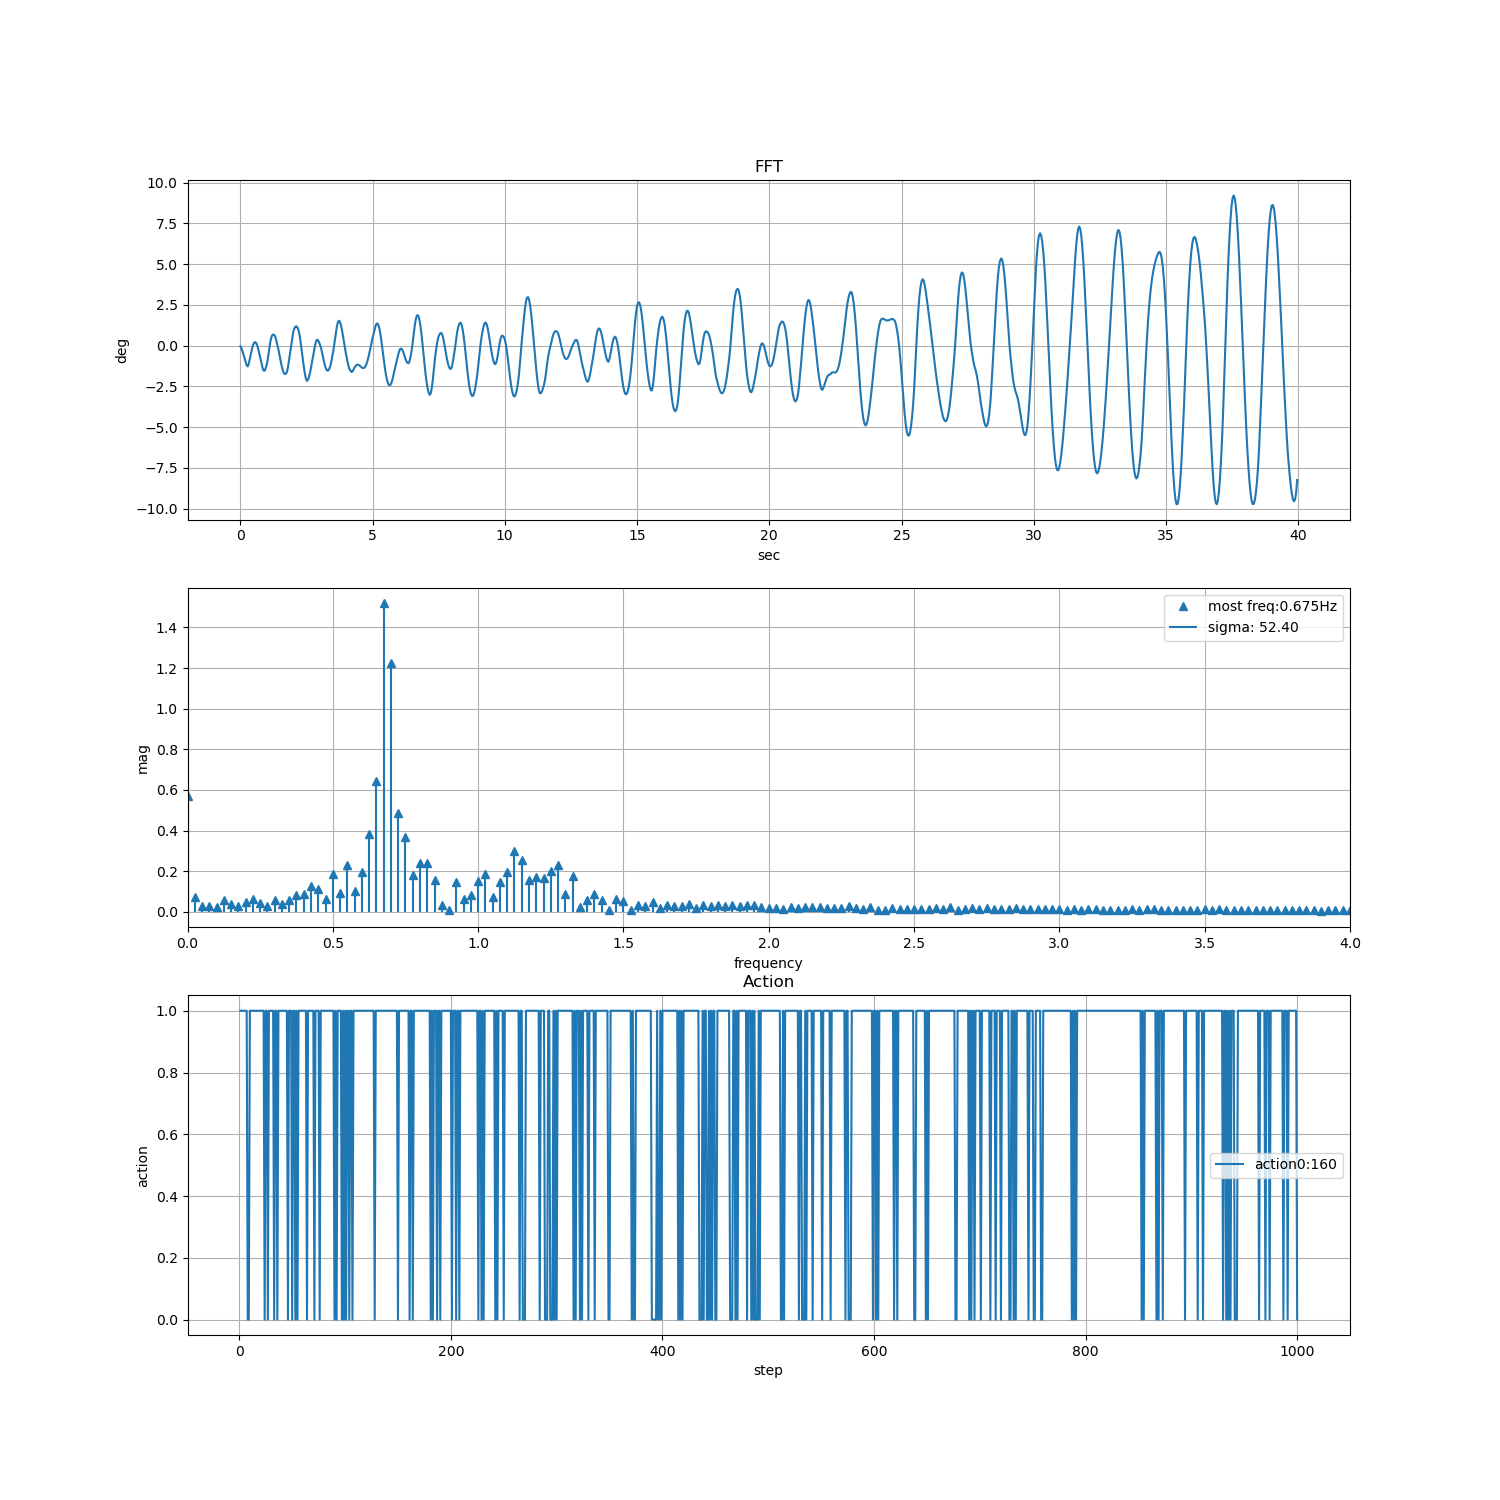 FFT
10.0
7.5
5.0
2.5
0.0
−2.5
−5.0
−7.5
−10.0
deg
0 5 10 15 20 25 30 35 40
sec
most freq:0.675Hz
sigma: 52.40
1.4
1.2
1.0
0.8
0.6
0.4
0.2
0.0
mag
0.0 0.5 1.0 1.5 2.0 2.5 3.0 3.5 4.0
frequency
Action
1.0
0.8
0.6
0.4
0.2
0.0
action
action0:160
0 200 400 600 800 1000
step